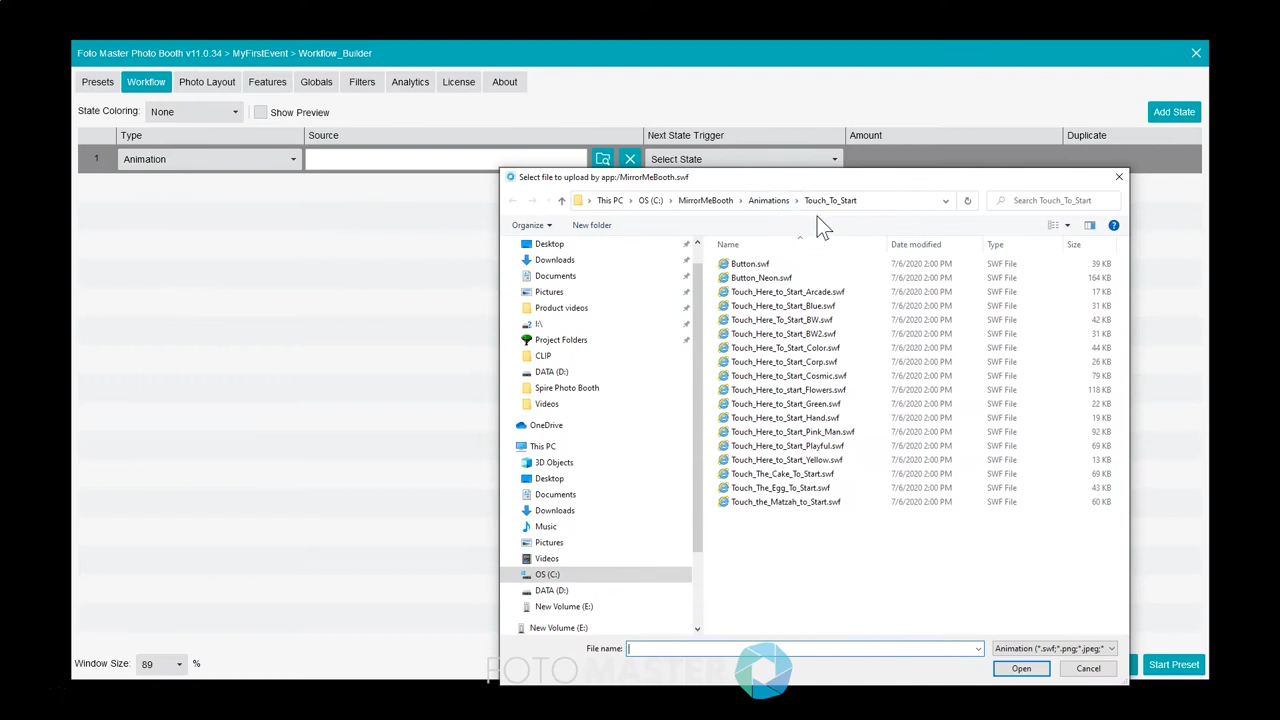 Foto Master Photo Booth v11.0.34 > MyFirstEvent > Workflow_Builder
Presets Workflow Photo Layout Features Globals Filters Analytics License About
State Coloring: None Show Preview Add State
Type Source Next State Trigger Amount Duplicate
1 Animation Select State
Select file to upload by app:/MirrorMeBooth.swf
This PC > OS (C:) > MirrorMeBooth > Animations > Touch_To_Start Search Touch_To_Start
Organize New folder
Name Date modified Type Size
Desktop
Downloads
Documents
Pictures
Product videos
I:\
Project Folders
CLIP
DATA (D:)
Spire Photo Booth
Videos
OneDrive
This PC
3D Objects
Desktop
Documents
Downloads
Music
Pictures
Videos
OS (C:)
DATA (D:)
New Volume (E:)
New Volume (E:)
Button.swf 7/6/2020 2:00 PM SWF File 39 KB
Button_Neon.swf 7/6/2020 2:00 PM SWF File 164 KB
Touch_Here_to_Start_Arcade.swf 7/6/2020 2:00 PM SWF File 17 KB
Touch_Here_to_Start_Blue.swf 7/6/2020 2:00 PM SWF File 31 KB
Touch_Here_To_Start_BW.swf 7/6/2020 2:00 PM SWF File 42 KB
Touch_Here_to_Start_BW2.swf 7/6/2020 2:00 PM SWF File 31 KB
Touch_Here_To_Start_Color.swf 7/6/2020 2:00 PM SWF File 44 KB
Touch_Here_to_Start_Corp.swf 7/6/2020 2:00 PM SWF File 26 KB
Touch_Here_to_Start_Cosmic.swf 7/6/2020 2:00 PM SWF File 79 KB
Touch_Here_to_start_Flowers.swf 7/6/2020 2:00 PM SWF File 118 KB
Touch_Here_to_Start_Green.swf 7/6/2020 2:00 PM SWF File 22 KB
Touch_Here_to_Start_Hand.swf 7/6/2020 2:00 PM SWF File 19 KB
Touch_Here_to_Start_Pink_Man.swf 7/6/2020 2:00 PM SWF File 92 KB
Touch_Here_to_Start_Playful.swf 7/6/2020 2:00 PM SWF File 69 KB
Touch_Here_to_Start_Yellow.swf 7/6/2020 2:00 PM SWF File 13 KB
Touch_The_Cake_To_Start.swf 7/6/2020 2:00 PM SWF File 69 KB
Touch_The_Egg_To_Start.swf 7/6/2020 2:00 PM SWF File 43 KB
Touch_the_Matzah_to_Start.swf 7/6/2020 2:00 PM SWF File 60 KB
File name: Animation (*.swf;*.png;*.jpeg;*
Open Cancel
Window Size: 89 % Start Preset
FOTO MASTER